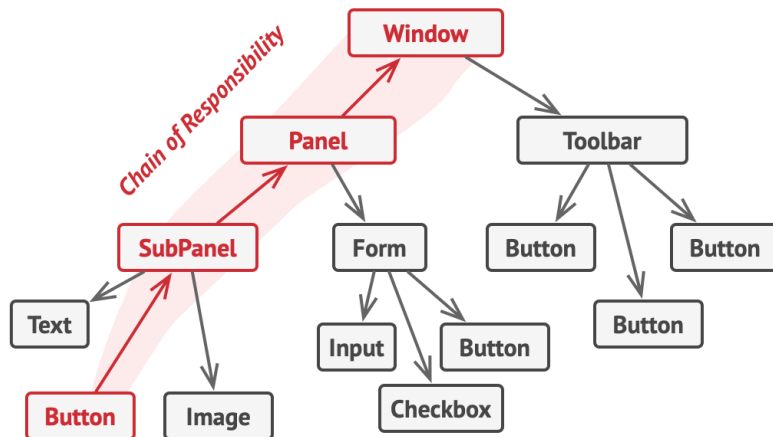 Window
Chain of Responsibility
Panel
Toolbar
SubPanel
Form
Button
Button
Text
Input
Button
Button
Button
Image
Checkbox